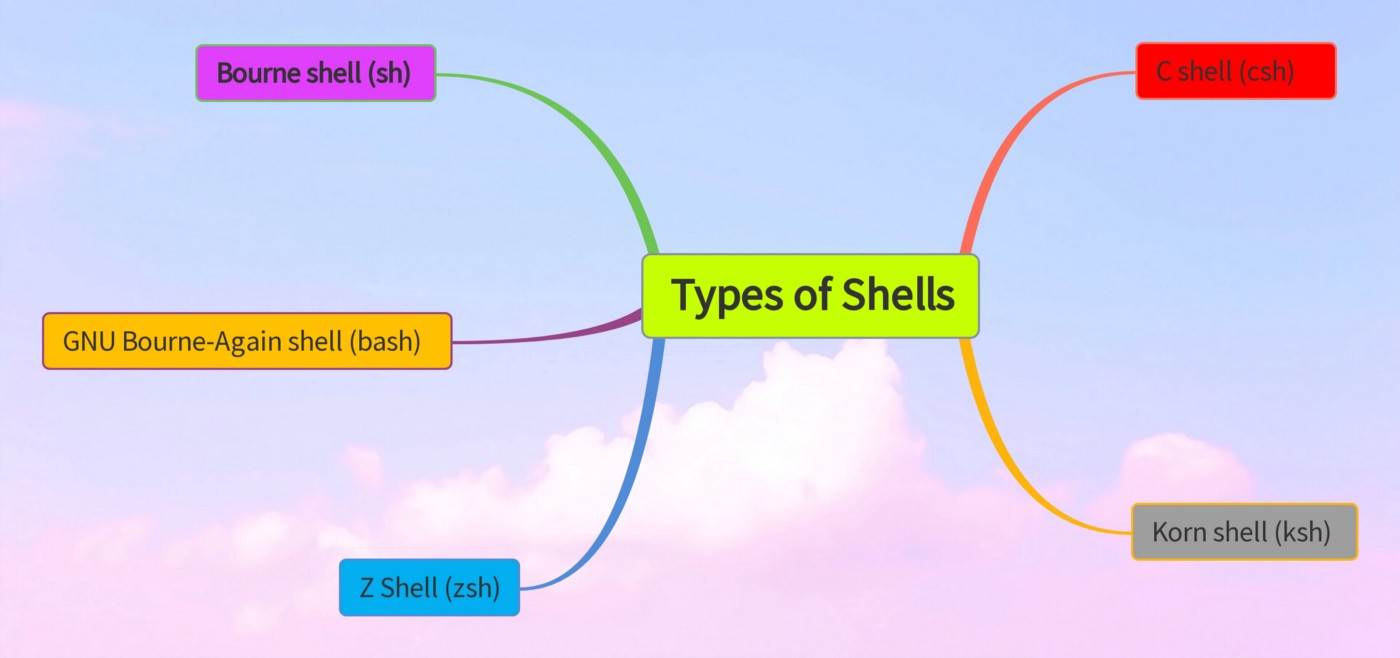 Bourne shell (sh)
C shell (csh)
Types of Shells
GNU Bourne-Again shell (bash)
Korn shell (ksh)
Z Shell (zsh)